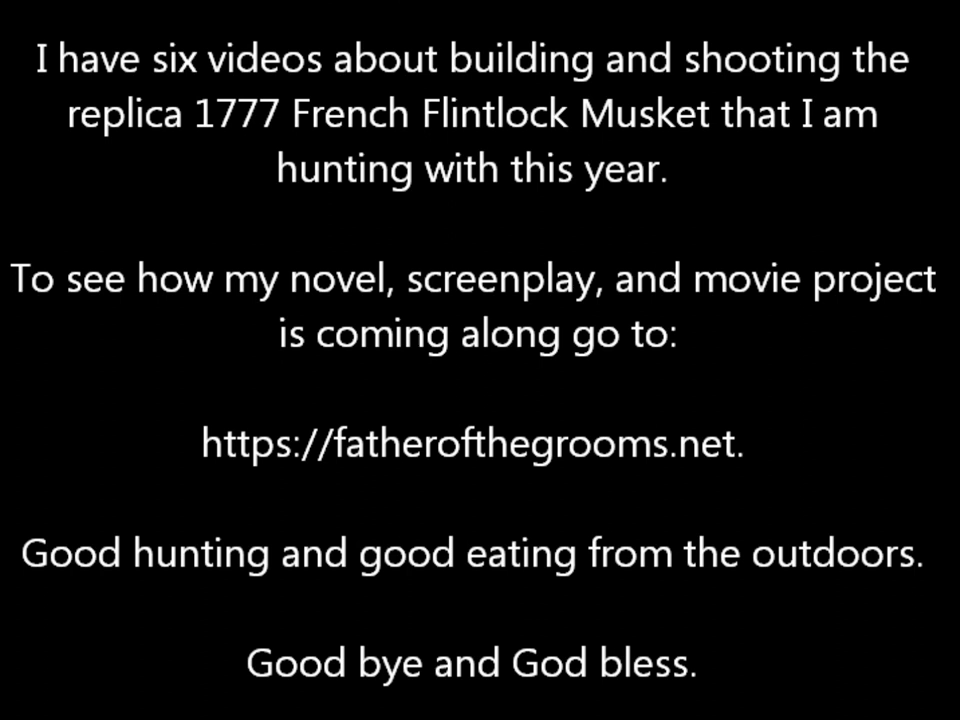 I have six videos about building and shooting the
replica 1777 French Flintlock Musket that I am
hunting with this year.
To see how my novel, screenplay, and movie project
is coming along go to:
https://fatherofthegrooms.net.
Good hunting and good eating from the outdoors.
Good bye and God bless.